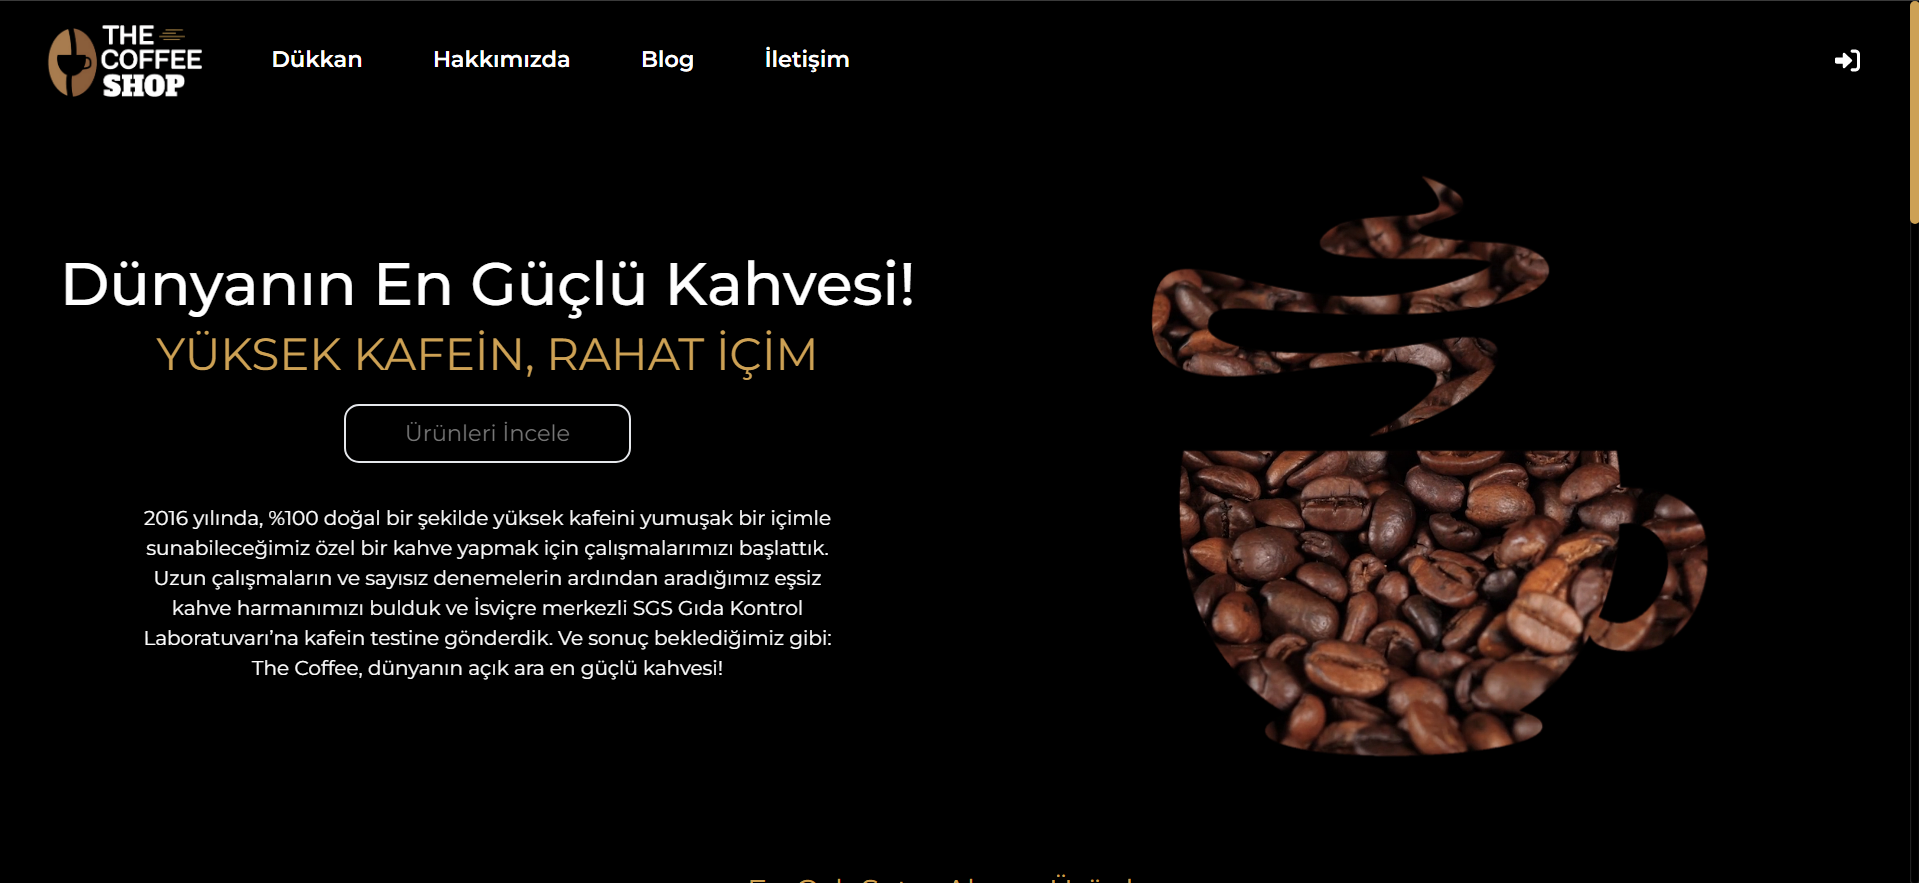 THE
COFFEE
SHOP
Dükkan Hakkımızda Blog İletişim
Dünyanın En Güçlü Kahvesi!
YÜKSEK KAFEİN, RAHAT İÇİM
Ürünleri İncele
2016 yılında, %100 doğal bir şekilde yüksek kafeini yumuşak bir içimle
sunabileceğimiz özel bir kahve yapmak için çalışmalarımızı başlattık.
Uzun çalışmaların ve sayısız denemelerin ardından aradığımız eşsiz
kahve harmanımızı bulduk ve İsviçre merkezli SGS Gıda Kontrol
Laboratuvarı’na kafein testine gönderdik. Ve sonuç beklediğimiz gibi:
The Coffee, dünyanın açık ara en güçlü kahvesi!